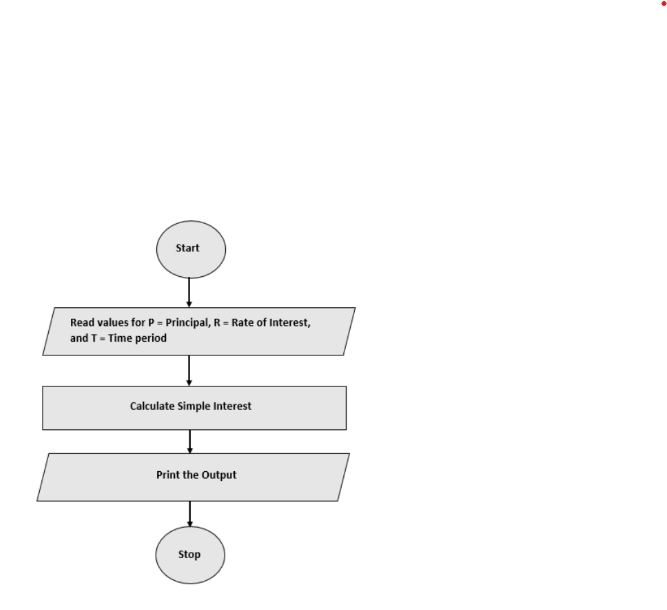 Start
Read values for P = Principal, R = Rate of Interest,
and T = Time period
Calculate Simple Interest
Print the Output
Stop